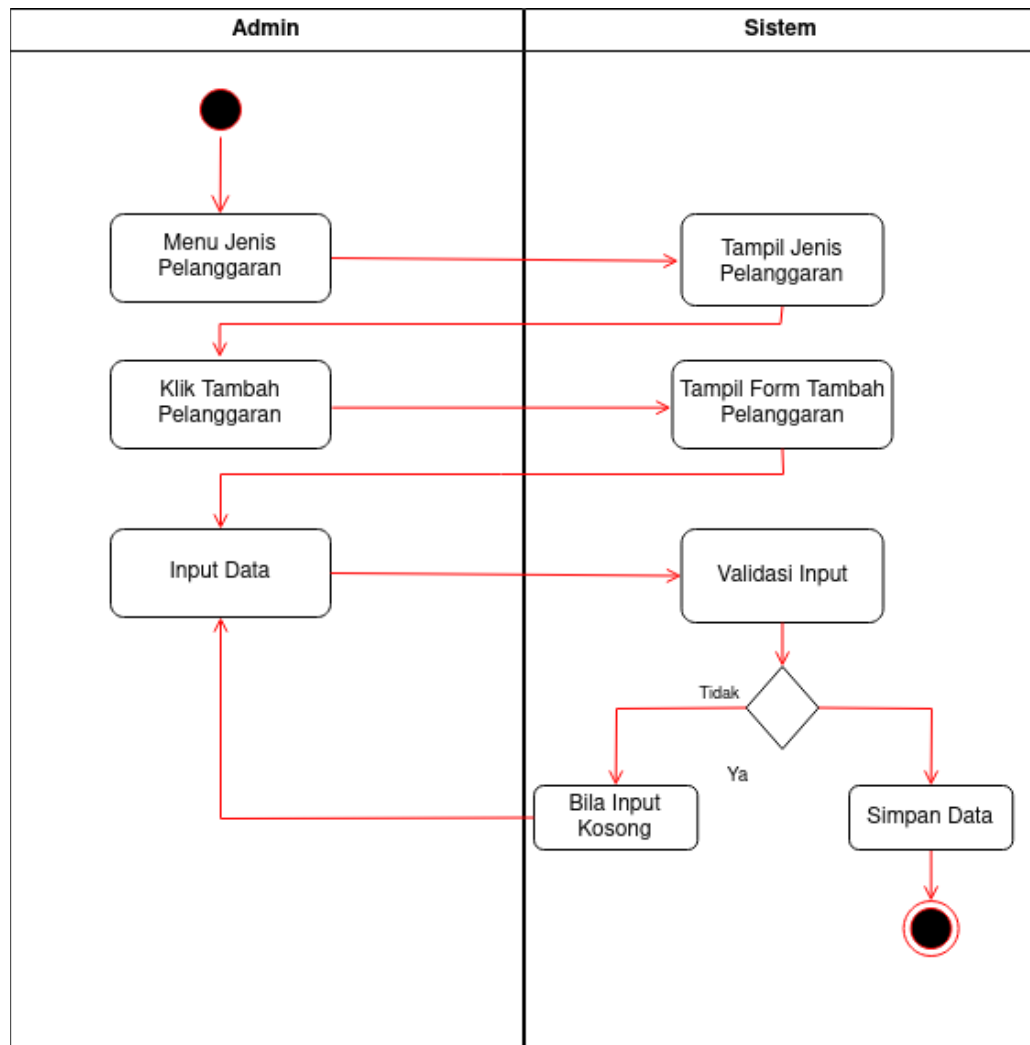 Admin
Sistem
Menu Jenis
Pelanggaran
Tampil Jenis
Pelanggaran
Klik Tambah
Pelanggaran
Tampil Form Tambah
Pelanggaran
Input Data
Validasi Input
Tidak
Ya
Bila Input
Kosong
Simpan Data